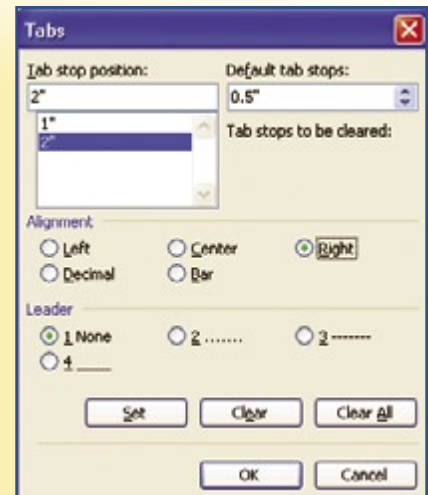 Tabs
Tab stop position: Default tab stops:
2" 0.5"
1" Tab stops to be cleared:
2"
Alignment
Left Center Right
Decimal Bar
Leader
1 None 2 ....... 3 -------
4 ____
Set Clear Clear All
OK Cancel